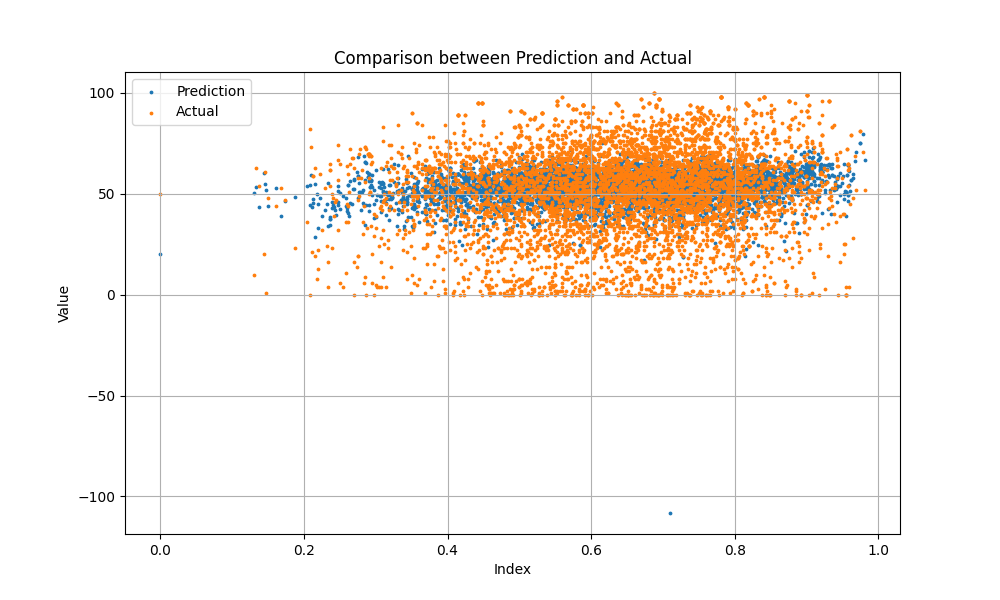 Comparison between Prediction and Actual
Prediction
Actual
100
50
0
−50
−100
Value
0.0 0.2 0.4 0.6 0.8 1.0
Index